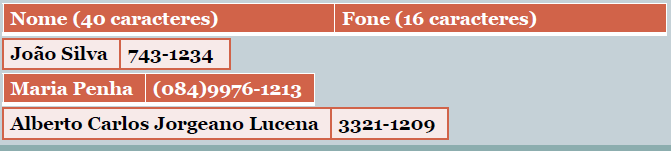 Nome (40 caracteres) Fone (16 caracteres)
João Silva 743-1234
Maria Penha (084)9976-1213
Alberto Carlos Jorgeano Lucena 3321-1209